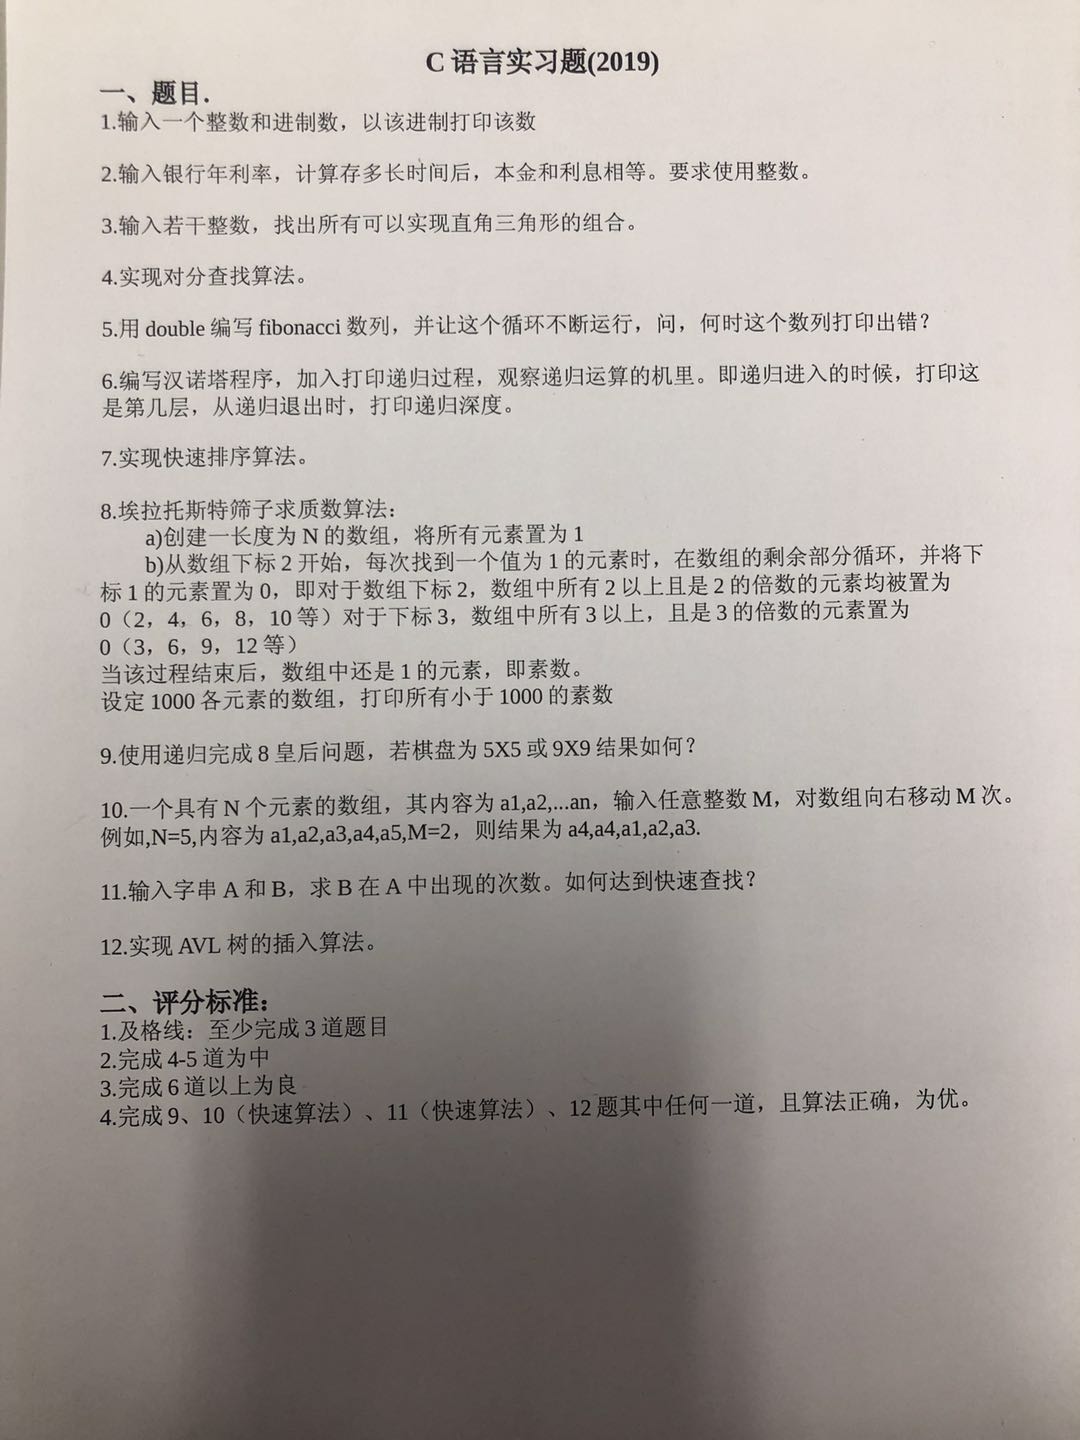 C 语言实习题(2019)
一、题目.
1.输入一个整数和进制数，以该进制打印该数
2.输入银行年利率，计算存多长时间后，本金和利息相等。要求使用整数。
3.输入若干整数，找出所有可以实现直角三角形的组合。
4.实现对分查找算法。
5.用 double 编写 fibonacci 数列，并让这个循环不断运行，问，何时这个数列打印出错？
6.编写汉诺塔程序，加入打印递归过程，观察递归运算的机里。即递归进入的时候，打印这
是第几层，从递归退出时，打印递归深度。
7.实现快速排序算法。
8.埃拉托斯特筛子求质数算法：
a)创建一长度为 N 的数组，将所有元素置为 1
b)从数组下标 2 开始，每次找到一个值为 1 的元素时，在数组的剩余部分循环，并将下
标 1 的元素置为 0，即对于数组下标 2，数组中所有 2 以上且是 2 的倍数的元素均被置为
0（2，4，6，8，10 等）对于下标 3，数组中所有 3 以上，且是 3 的倍数的元素置为
0（3，6，9，12 等）
当该过程结束后，数组中还是 1 的元素，即素数。
设定 1000 各元素的数组，打印所有小于 1000 的素数
9.使用递归完成 8 皇后问题，若棋盘为 5X5 或 9X9 结果如何？
10.一个具有 N 个元素的数组，其内容为 a1,a2,...an，输入任意整数 M，对数组向右移动 M 次。
例如,N=5,内容为 a1,a2,a3,a4,a5,M=2，则结果为 a4,a4,a1,a2,a3.
11.输入字串 A 和 B，求 B 在 A 中出现的次数。如何达到快速查找？
12.实现 AVL 树的插入算法。
二、评分标准：
1.及格线：至少完成 3 道题目
2.完成 4-5 道为中
3.完成 6 道以上为良
4.完成 9、10（快速算法）、11（快速算法）、12 题其中任何一道，且算法正确，为优。